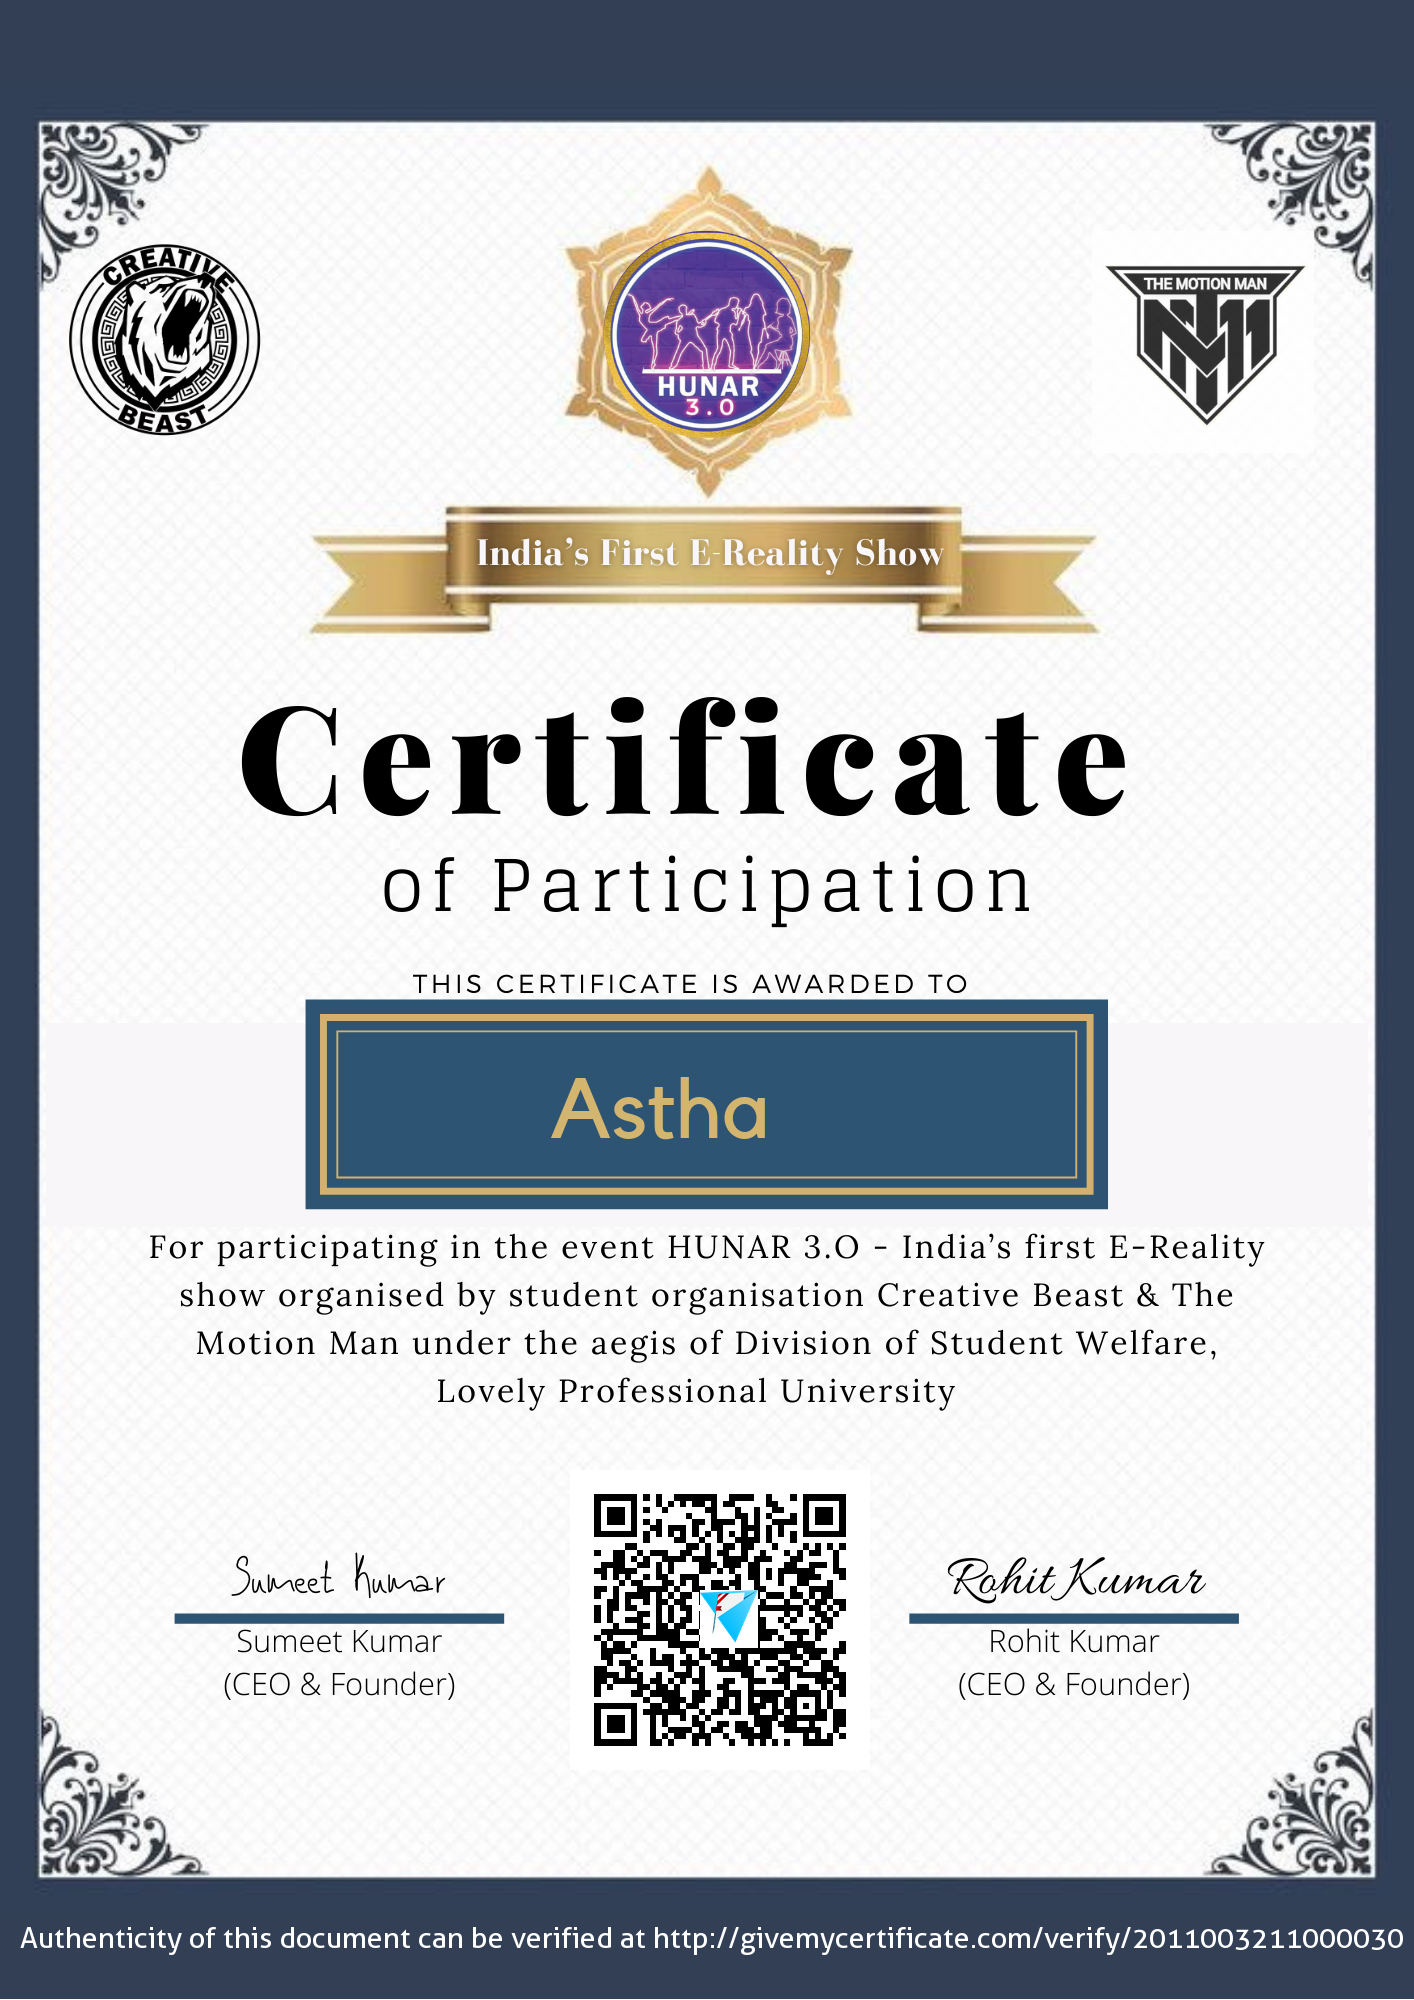 CREATIVE
BEAST
HUNAR
3.0
THE MOTION MAN
India's First E-Reality Show
Certificate
of Participation
THIS CERTIFICATE IS AWARDED TO
Astha
For participating in the event HUNAR 3.O - India's first E-Reality
show organised by student organisation Creative Beast & The
Motion Man under the aegis of Division of Student Welfare,
Lovely Professional University
Sumeet Kumar
Sumeet Kumar
(CEO & Founder)
Rohit Kumar
Rohit Kumar
(CEO & Founder)
Authenticity of this document can be verified at http://givemycertificate.com/verify/2011003211000030